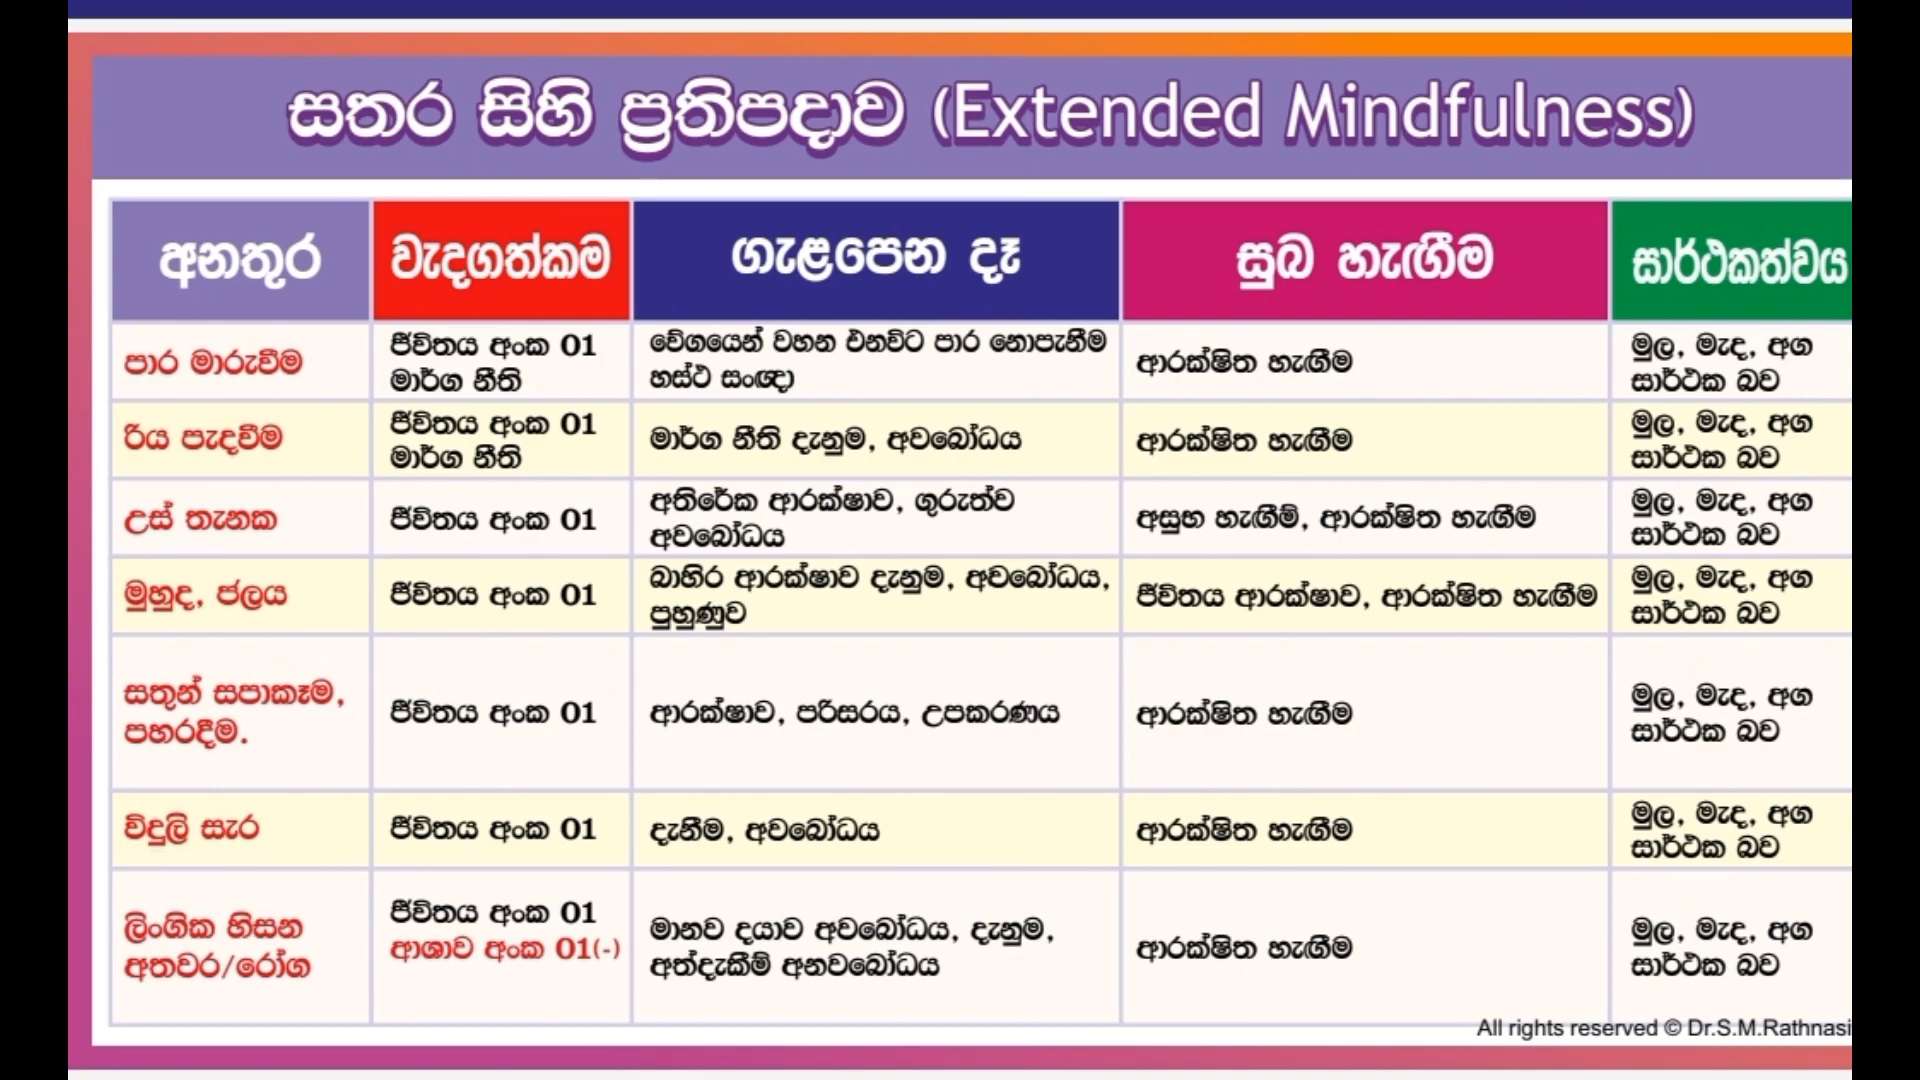 සතර සිහි ප්‍රතිපදාව (Extended Mindfulness)
අනතුර
වැදගත්කම
ගැළපෙන දෑ
සුබ හැඟීම
සාර්ථකත්වය
පාර මාරුවීම
ජීවිතය අංක 01
මාර්ග නීති
වේගයෙන් වහන එනවිට පාර නොපැනීම
හස්ථ සංඥා
ආරක්ෂිත හැඟීම
මුල, මැද, අග
සාර්ථක බව
රිය පැදවීම
ජීවිතය අංක 01
මාර්ග නීති
මාර්ග නීති දැනුම, අවබෝධය
ආරක්ෂිත හැඟීම
මුල, මැද, අග
සාර්ථක බව
උස් තැනක
ජීවිතය අංක 01
අතිරේක ආරක්ෂාව, ගුරුත්ව
අවබෝධය
අසුභ හැඟීම්, ආරක්ෂිත හැඟීම
මුල, මැද, අග
සාර්ථක බව
මුහුද, ජලය
ජීවිතය අංක 01
බාහිර ආරක්ෂාව දැනුම, අවබෝධය,
පුහුණුව
ජීවිතය ආරක්ෂාව, ආරක්ෂිත හැඟීම
මුල, මැද, අග
සාර්ථක බව
සතුන් සපාකෑම,
පහරදීම.
ජීවිතය අංක 01
ආරක්ෂාව, පරිසරය, උපකරණය
ආරක්ෂිත හැඟීම
මුල, මැද, අග
සාර්ථක බව
විදුලි සැර
ජීවිතය අංක 01
දැනීම, අවබෝධය
ආරක්ෂිත හැඟීම
මුල, මැද, අග
සාර්ථක බව
ලිංගික හිසන
අතවර/රෝග
ජීවිතය අංක 01
ආශාව අංක 01(-)
මානව දයාව අවබෝධය, දැනුම,
අත්දැකීම් අනවබෝධය
ආරක්ෂිත හැඟීම
මුල, මැද, අග
සාර්ථක බව
All rights reserved © Dr.S.M.Rathnasi